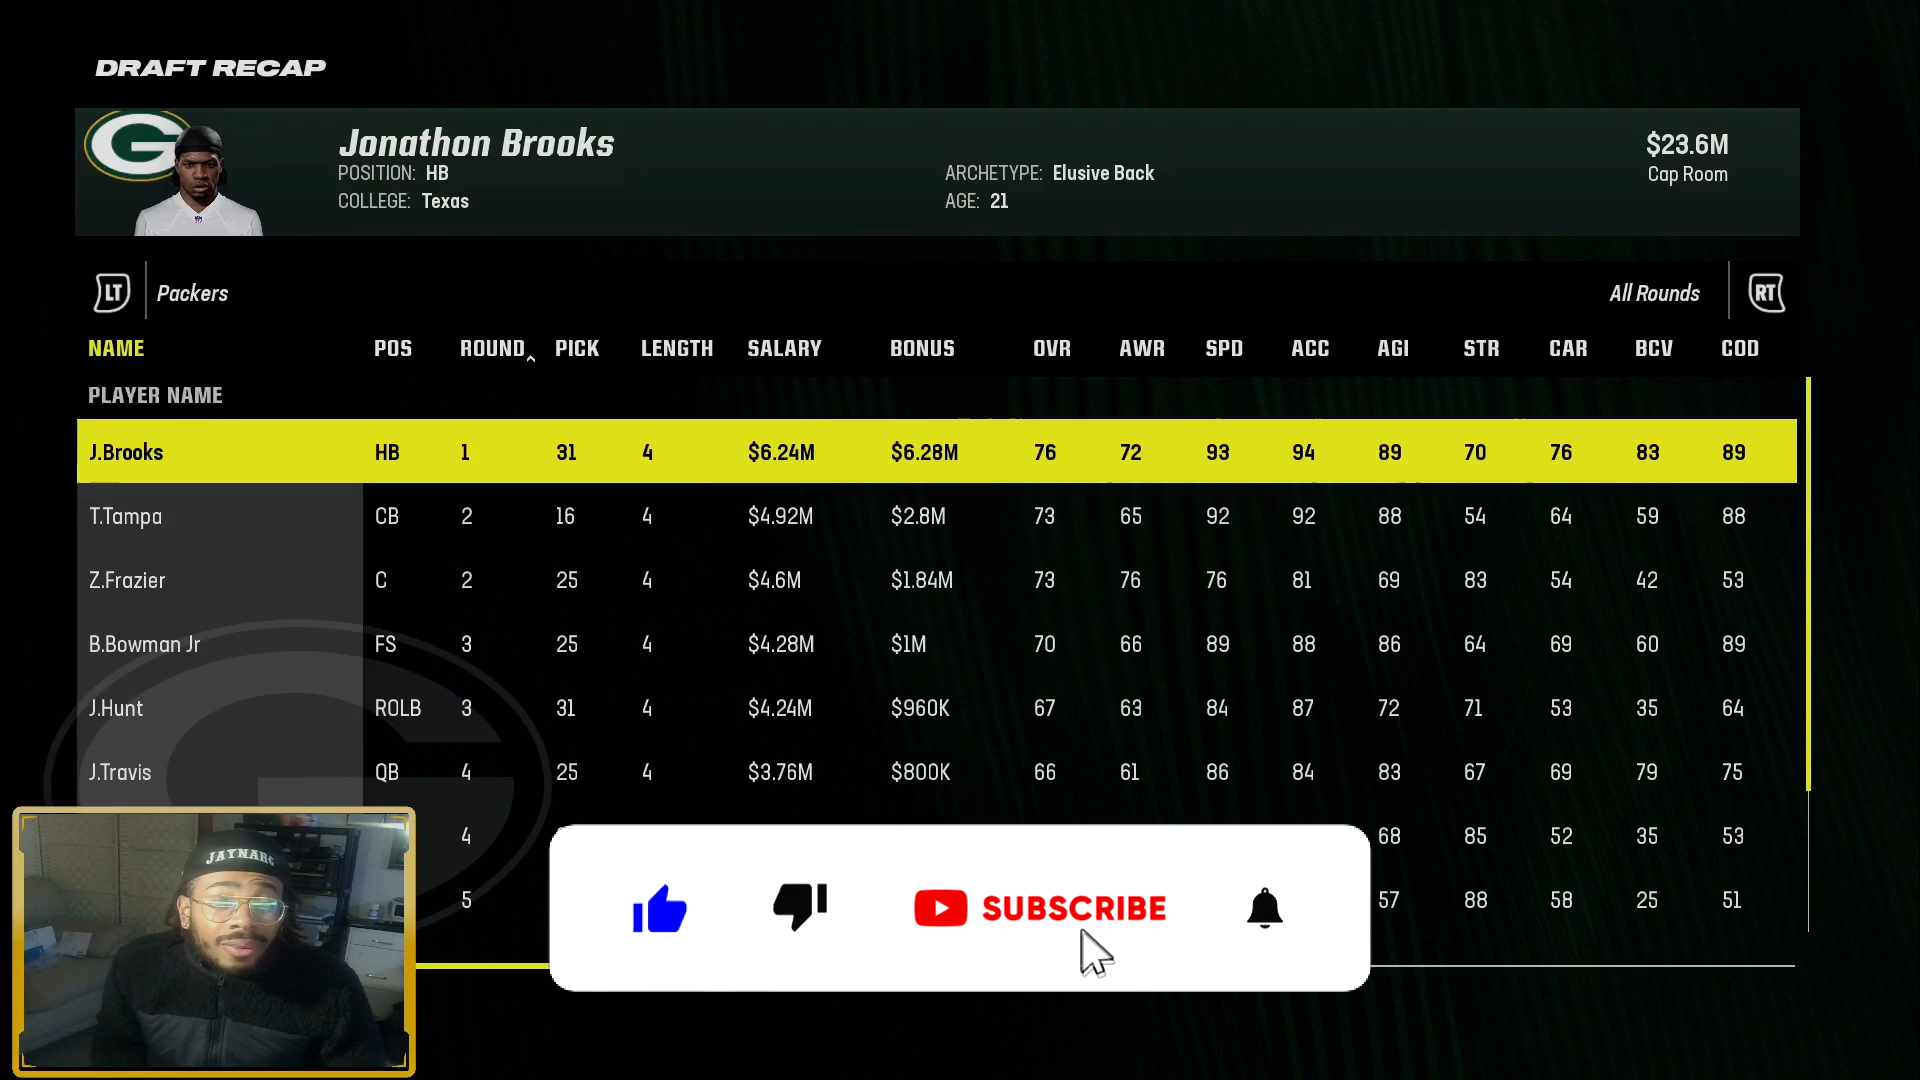 DRAFT RECAP
G
Jonathon Brooks
POSITION: HB
COLLEGE: Texas
ARCHETYPE: Elusive Back
AGE: 21
$23.6M
Cap Room
LT Packers
All Rounds RT
NAME POS ROUND PICK LENGTH SALARY BONUS OVR AWR SPD ACC AGI STR CAR BCV COD
PLAYER NAME
J.Brooks HB 1 31 4 $6.24M $6.28M 76 72 93 94 89 70 76 83 89
T.Tampa CB 2 16 4 $4.92M $2.8M 73 65 92 92 88 54 64 59 88
Z.Frazier C 2 25 4 $4.6M $1.84M 73 76 76 81 69 83 54 42 53
B.Bowman Jr FS 3 25 4 $4.28M $1M 70 66 89 88 86 64 69 60 89
J.Hunt ROLB 3 31 4 $4.24M $960K 67 63 84 87 72 71 53 35 64
J.Travis QB 4 25 4 $3.76M $800K 66 61 86 84 83 67 69 79 75
4 68 85 52 35 53
5 57 88 58 25 51
JAYNARC
SUBSCRIBE